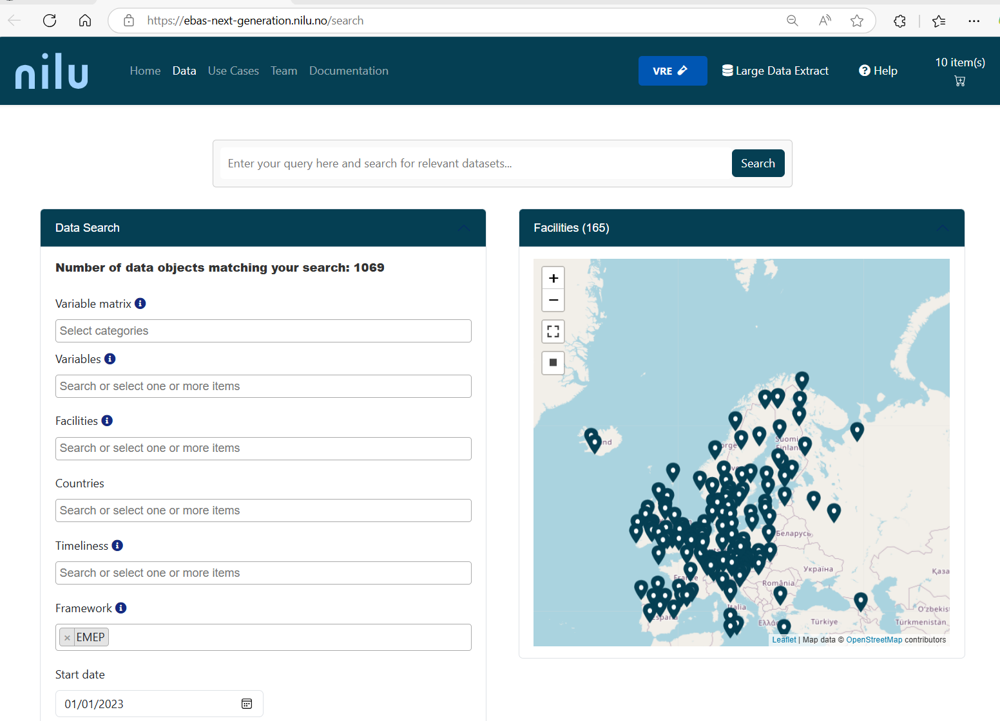 https://ebas-next-generation.nilu.no/search
nilu
Home Data Use Cases Team Documentation
VRE
Large Data Extract
Help
10 item(s)
Enter your query here and search for relevant datasets...
Search
Data Search
Number of data objects matching your search: 1069
Variable matrix
Select categories
Variables
Search or select one or more items
Facilities
Search or select one or more items
Countries
Search or select one or more items
Timeliness
Search or select one or more items
Framework
× EMEP
Start date
01/01/2023
Facilities (165)
+
−
nd
Suomi
Finlan
orge
Беларусь
Україна
France
România
Italia
España
Ελλά
Türkiye
Каза
O'zbekis
Türkmenistan
Leaflet | Map data © OpenStreetMap contributors